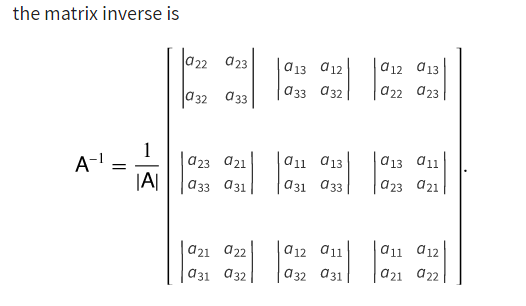 the matrix inverse is
|a22 a23| |a13 a12| |a12 a13|
|a32 a33| |a33 a32| |a22 a23|
A-1 = 1/|A| |a23 a21| |a11 a13| |a13 a11| .
|a33 a31| |a31 a33| |a23 a21|
|a21 a22| |a12 a11| |a11 a12|
|a31 a32| |a32 a31| |a21 a22|